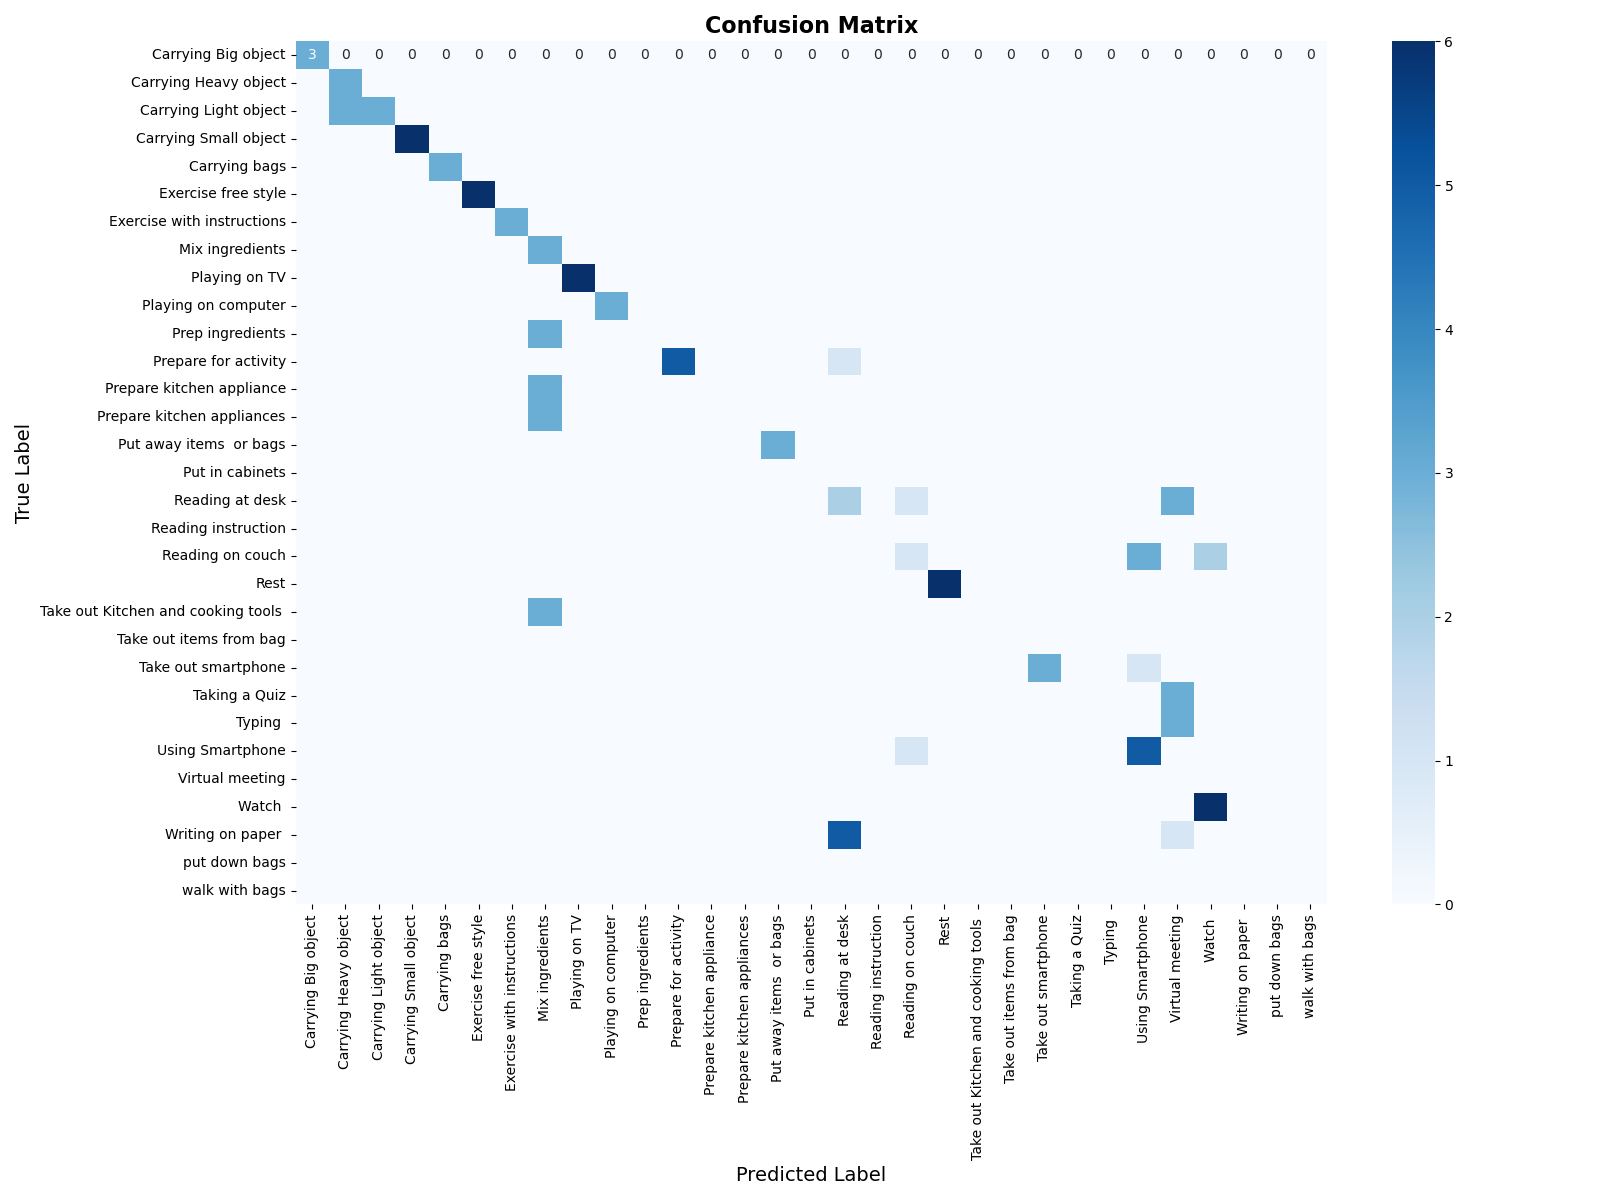 Confusion Matrix
True Label
Carrying Big object
3 0 0 0 0 0 0 0 0 0 0 0 0 0 0 0 0 0 0 0 0 0 0 0 0 0 0 0 0 0 0
Carrying Heavy object
Carrying Light object
Carrying Small object
Carrying bags
Exercise free style
Exercise with instructions
Mix ingredients
Playing on TV
Playing on computer
Prep ingredients
Prepare for activity
Prepare kitchen appliance
Prepare kitchen appliances
Put away items  or bags
Put in cabinets
Reading at desk
Reading instruction
Reading on couch
Rest
Take out Kitchen and cooking tools
Take out items from bag
Take out smartphone
Taking a Quiz
Typing
Using Smartphone
Virtual meeting
Watch
Writing on paper
put down bags
walk with bags
Carrying Big object
Carrying Heavy object
Carrying Light object
Carrying Small object
Carrying bags
Exercise free style
Exercise with instructions
Mix ingredients
Playing on TV
Playing on computer
Prep ingredients
Prepare for activity
Prepare kitchen appliance
Prepare kitchen appliances
Put away items  or bags
Put in cabinets
Reading at desk
Reading instruction
Reading on couch
Rest
Take out Kitchen and cooking tools
Take out items from bag
Take out smartphone
Taking a Quiz
Typing
Using Smartphone
Virtual meeting
Watch
Writing on paper
put down bags
walk with bags
Predicted Label
6
5
4
3
2
1
0